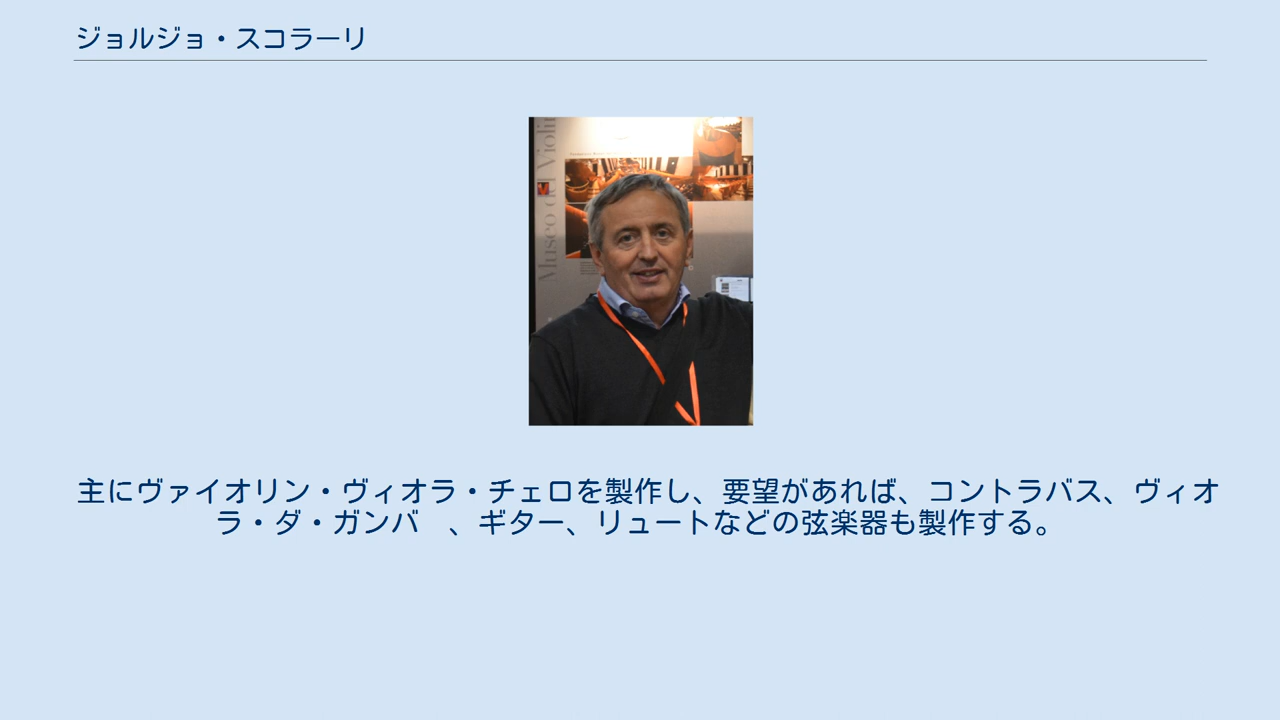 ジョルジョ・スコラーリ
Museo del Violin
主にヴァイオリン・ヴィオラ・チェロを製作し、要望があれば、コントラバス、ヴィオ
ラ・ダ・ガンバ　、ギター、リュートなどの弦楽器も製作する。